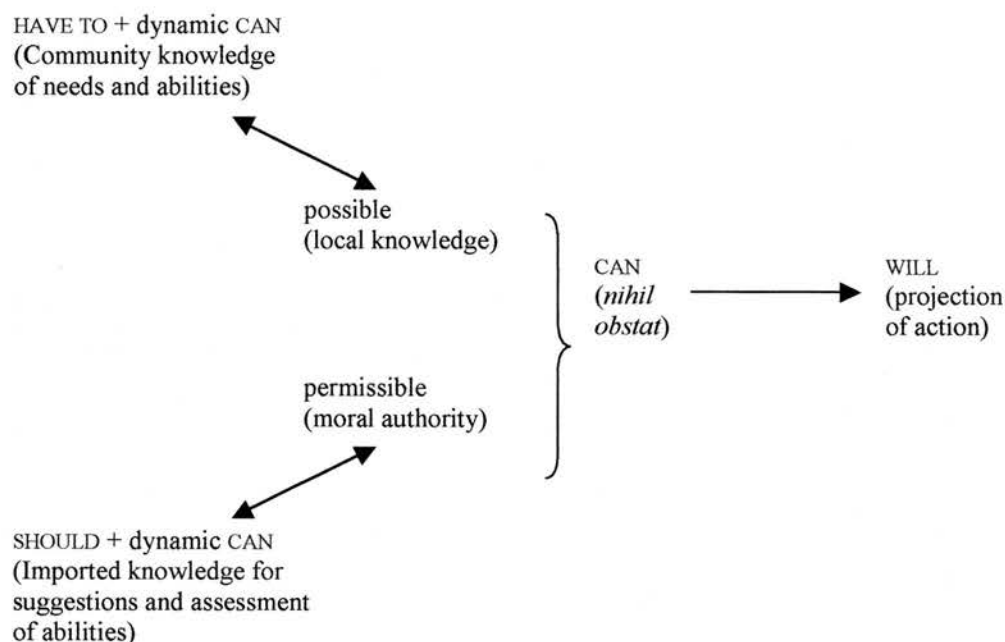 HAVE TO + dynamic CAN
(Community knowledge
of needs and abilities)
possible
(local knowledge)
CAN
(nihil
obstat)
WILL
(projection
of action)
permissible
(moral authority)
SHOULD + dynamic CAN
(Imported knowledge for
suggestions and assessment
of abilities)